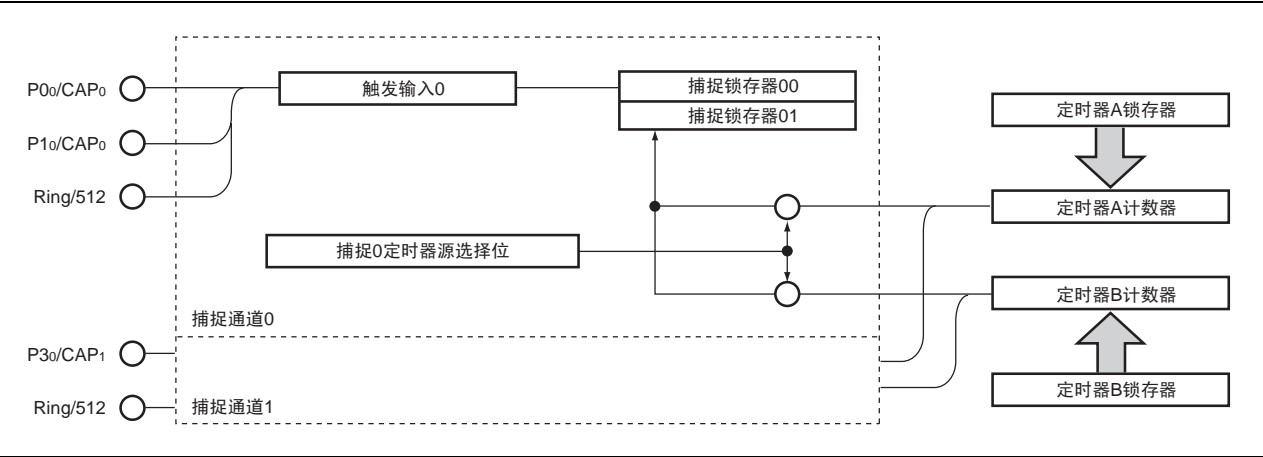 P00/CAP0
触发输入0
捕捉锁存器00
捕捉锁存器01
定时器A锁存器
P10/CAP0
Ring/512
定时器A计数器
捕捉0定时器源选择位
定时器B计数器
捕捉通道0
P30/CAP1
定时器B锁存器
Ring/512
捕捉通道1